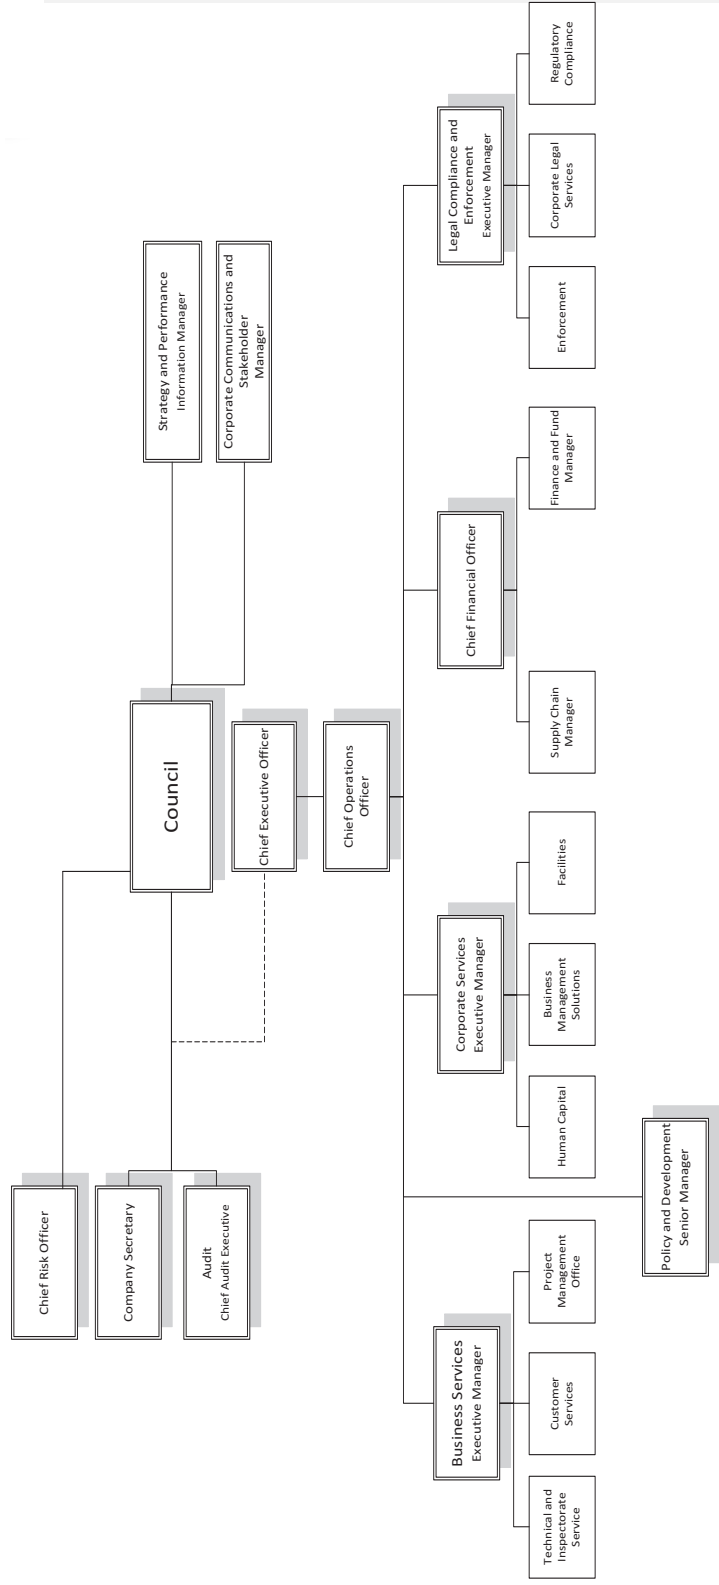 Chief Risk Officer
Company Secretary
Audit
Chief Audit Executive
Council
Strategy and Performance
Information Manager
Corporate Communications and
Stakeholder
Manager
Chief Executive Officer
Chief Operations
Officer
Business Services
Executive Manager
Corporate Services
Executive Manager
Chief Financial Officer
Legal Compliance and
Enforcement
Executive Manager
Technical and
Inspectorate
Service
Customer
Services
Project
Management
Office
Human Capital
Business
Management
Solutions
Facilities
Supply Chain
Manager
Finance and Fund
Manager
Enforcement
Corporate Legal
Services
Regulatory
Compliance
Policy and Development
Senior Manager